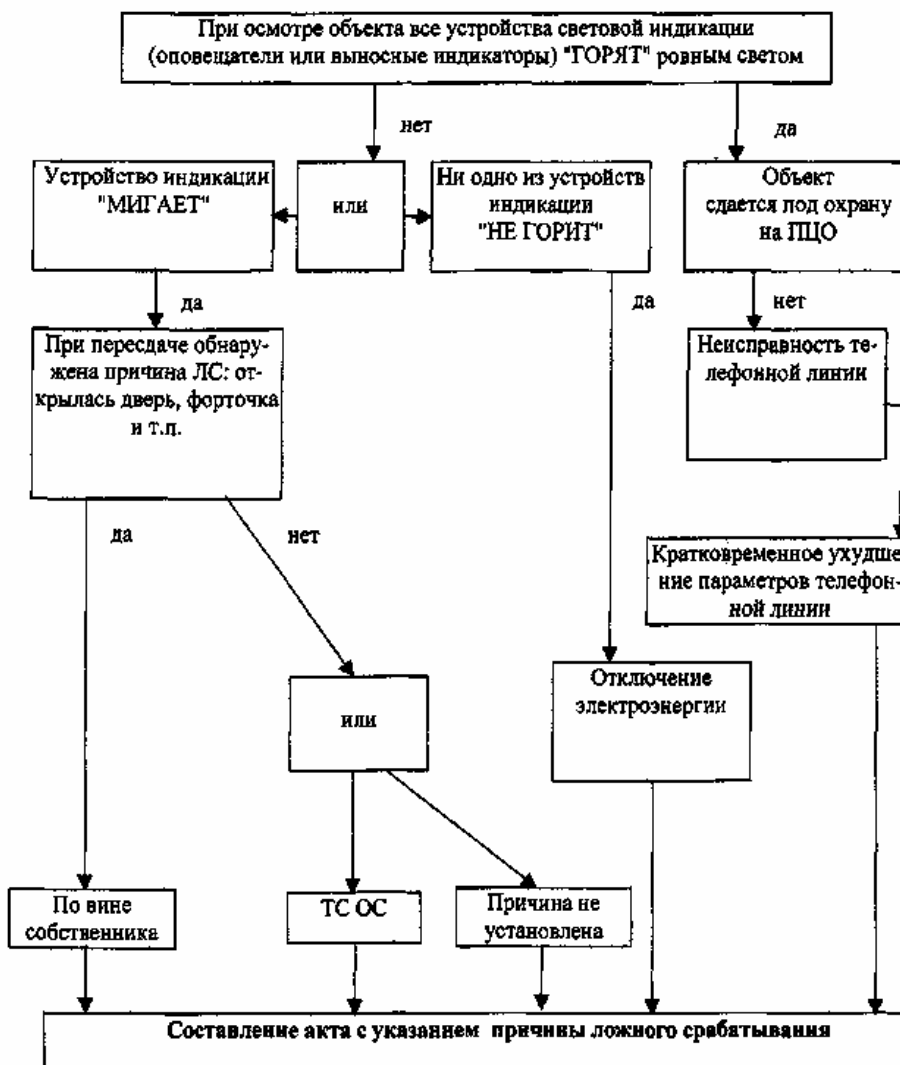 При осмотре объекта все устройства световой индикации
(оповещатели или выносные индикаторы) "ГОРЯТ" ровным светом
нет
да
Устройство индикации
"МИГАЕТ"
или
Ни одно из устройств
индикации
"НЕ ГОРИТ"
Объект
сдается под охрану
на ПЦО
да
да
нет
При пересдаче обнару-
жена причина ЛС: от-
крылась дверь, форточка
и т.п.
Неисправность те-
лефонной линии
да
нет
Кратковременное ухудше
ние параметров телефон-
ной линии
или
Отключение
электроэнергии
По вине
собственника
ТС ОС
Причина не
установлена
Составление акта с указанием причины ложного срабатывания